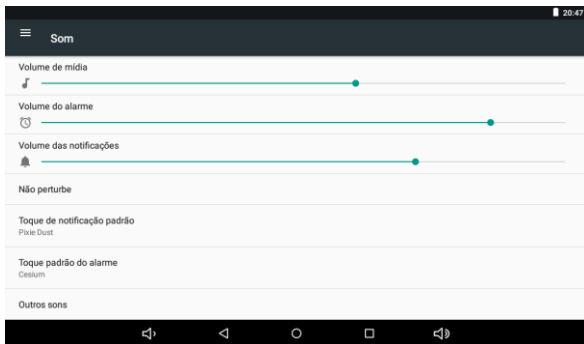 20:47
Som
Volume de mídia
Volume do alarme
Volume das notificações
Não perturbe
Toque de notificação padrão
Pixie Dust
Toque padrão do alarme
Cesium
Outros sons